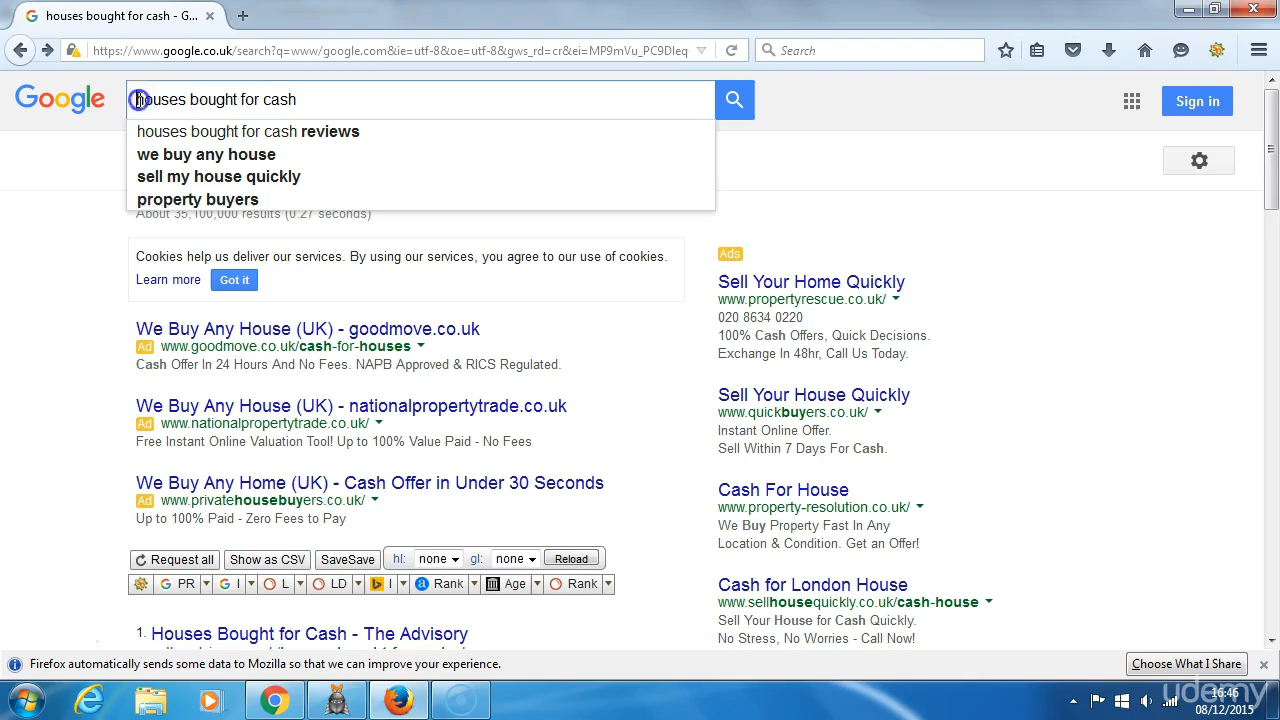 houses bought for cash - G...
https://www.google.co.uk/search?q=www/google.com&ie=utf-8&oe=utf-8&gws_rd=cr&ei=MP9mVu_PC9Dleq
Search
Google
houses bought for cash
Sign in
houses bought for cash reviews
we buy any house
sell my house quickly
property buyers
About 35,100,000 results (0.27 seconds)
Cookies help us deliver our services. By using our services, you agree to our use of cookies.
Learn more Got it
We Buy Any House (UK) - goodmove.co.uk
Ad www.goodmove.co.uk/cash-for-houses
Cash Offer In 24 Hours And No Fees. NAPB Approved & RICS Regulated.
We Buy Any House (UK) - nationalpropertytrade.co.uk
Ad www.nationalpropertytrade.co.uk/
Free Instant Online Valuation Tool! Up to 100% Value Paid - No Fees
We Buy Any Home (UK) - Cash Offer in Under 30 Seconds
Ad www.privatehousebuyers.co.uk/
Up to 100% Paid - Zero Fees to Pay
Request all Show as CSV SaveSave hl: none gl: none Reload
PR I L LD I Rank Age Rank
1. Houses Bought for Cash - The Advisory
Ads
Sell Your Home Quickly
www.propertyrescue.co.uk/
020 8634 0220
100% Cash Offers, Quick Decisions.
Exchange In 48hr, Call Us Today.
Sell Your House Quickly
www.quickbuyers.co.uk/
Instant Online Offer.
Sell Within 7 Days For Cash.
Cash For House
www.property-resolution.co.uk/
We Buy Property Fast In Any
Location & Condition. Get an Offer!
Cash for London House
www.sellhousequickly.co.uk/cash-house
Sell Your House for Cash Quickly.
No Stress, No Worries - Call Now!
Firefox automatically sends some data to Mozilla so that we can improve your experience.
Choose What I Share
16:46
08/12/2015
udemy